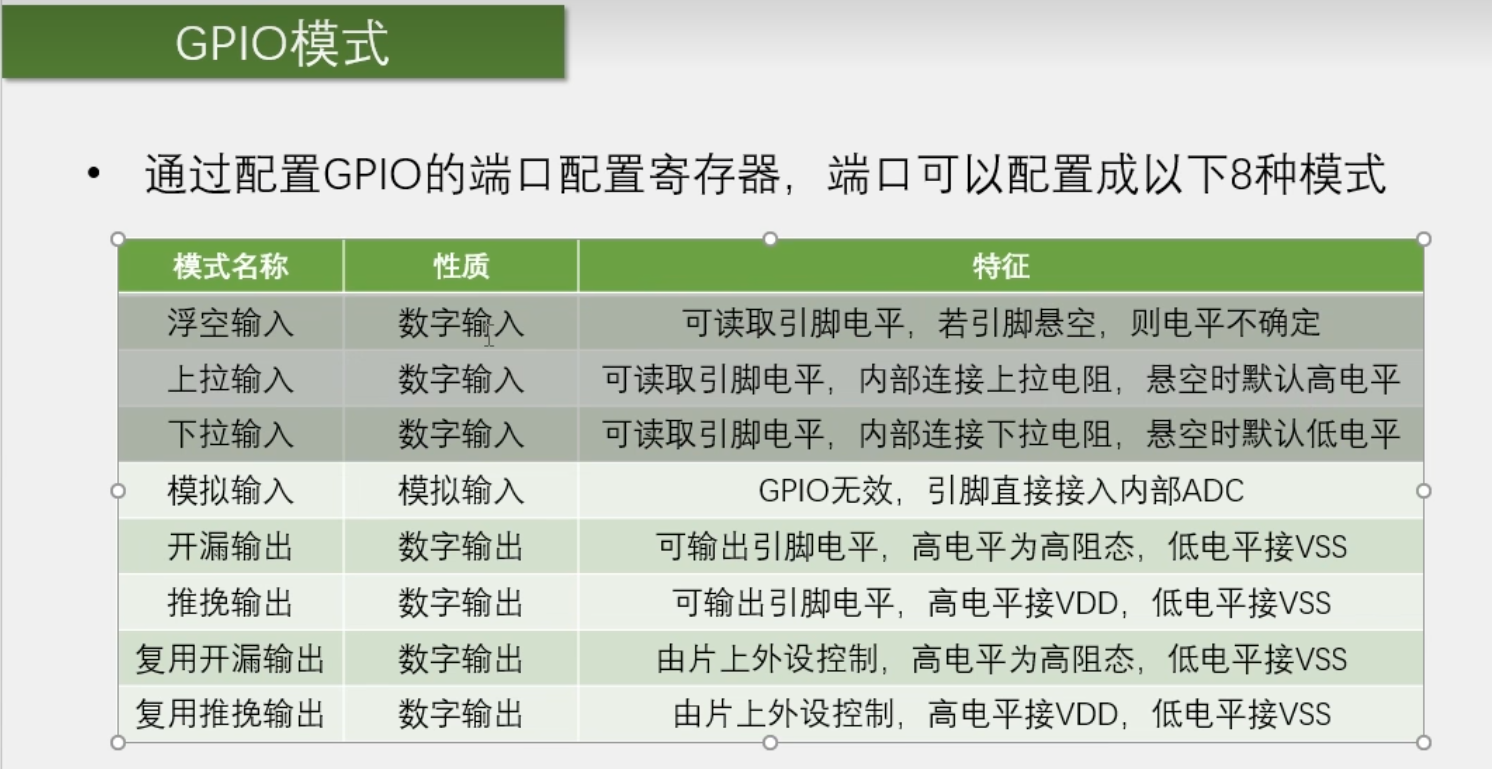 GPIO模式
• 通过配置GPIO的端口配置寄存器，端口可以配置成以下8种模式
模式名称 性质 特征
浮空输入 数字输入 可读取引脚电平，若引脚悬空，则电平不确定
上拉输入 数字输入 可读取引脚电平，内部连接上拉电阻，悬空时默认高电平
下拉输入 数字输入 可读取引脚电平，内部连接下拉电阻，悬空时默认低电平
模拟输入 模拟输入 GPIO无效，引脚直接接入内部ADC
开漏输出 数字输出 可输出引脚电平，高电平为高阻态，低电平接VSS
推挽输出 数字输出 可输出引脚电平，高电平接VDD，低电平接VSS
复用开漏输出 数字输出 由片上外设控制，高电平为高阻态，低电平接VSS
复用推挽输出 数字输出 由片上外设控制，高电平接VDD，低电平接VSS